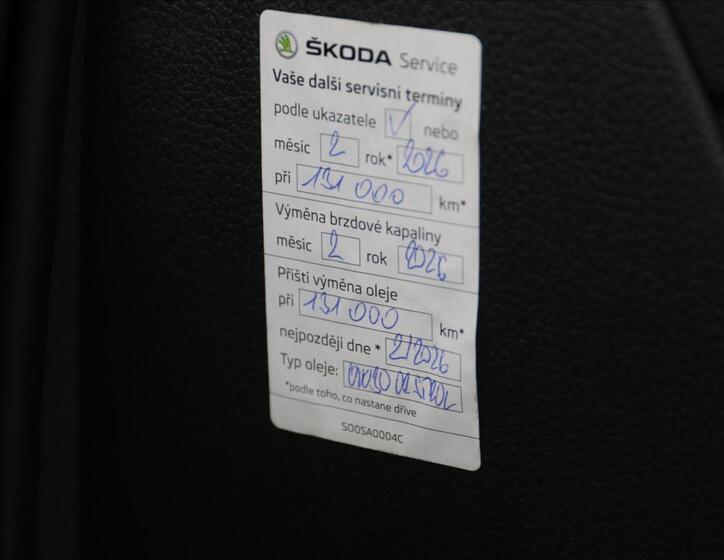 ŠKODA Service
Vaše další servisní termíny
podle ukazatele ✓ nebo
měsíc 2 rok* 2026
při 131 000 km*
Výměna brzdové kapaliny
měsíc 2 rok 2026
Příští výměna oleje
při 131 000 km*
nejpozději dne * 2/2026
Typ oleje:
*podle toho, co nastane dříve
S00SA0004C